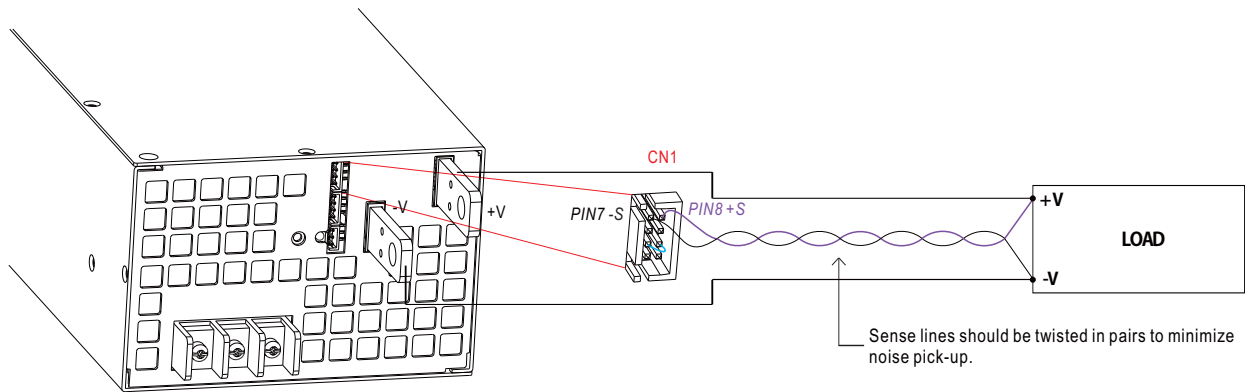 CN1
-V
+V
PIN7 -S
PIN8 +S
+V
LOAD
-V
Sense lines should be twisted in pairs to minimize
noise pick-up.